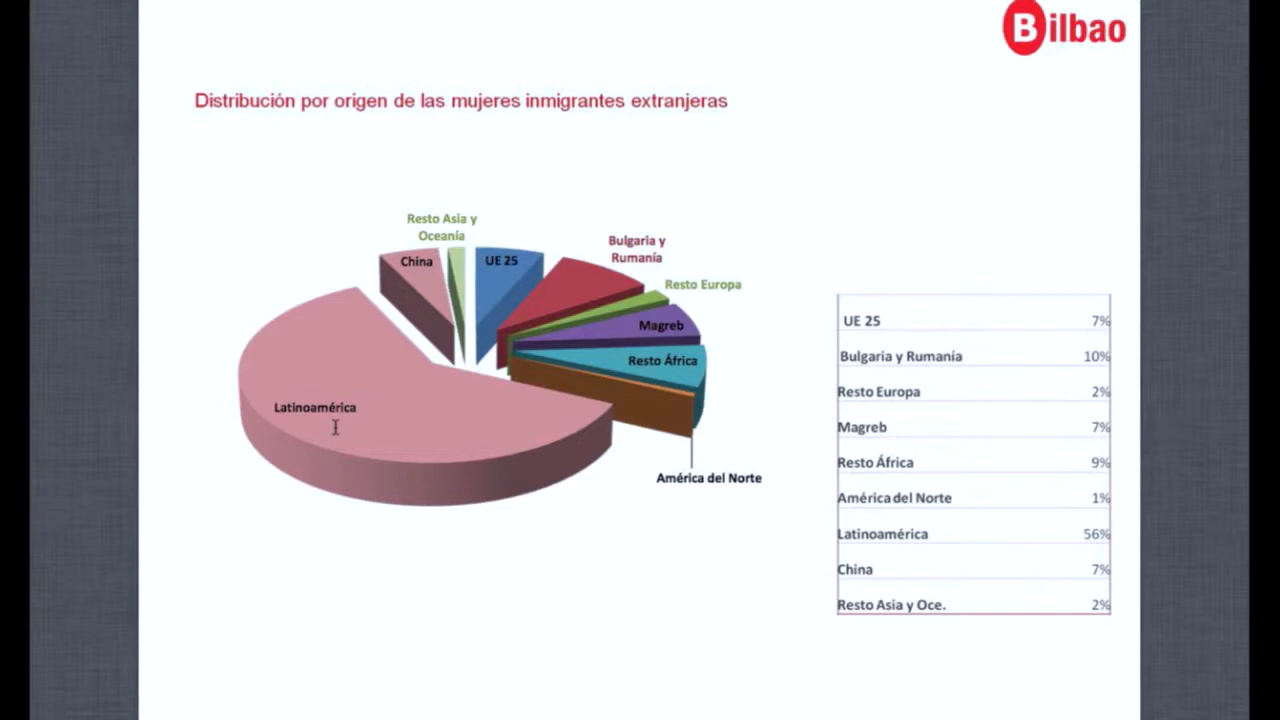 Bilbao
Distribución por origen de las mujeres inmigrantes extranjeras
Resto Asia y
Oceanía
China
UE 25
Bulgaria y
Rumanía
Resto Europa
Magreb
Resto África
Latinoamérica
América del Norte
UE 25 7%
Bulgaria y Rumanía 10%
Resto Europa 2%
Magreb 7%
Resto África 9%
América del Norte 1%
Latinoamérica 56%
China 7%
Resto Asia y Oce. 2%